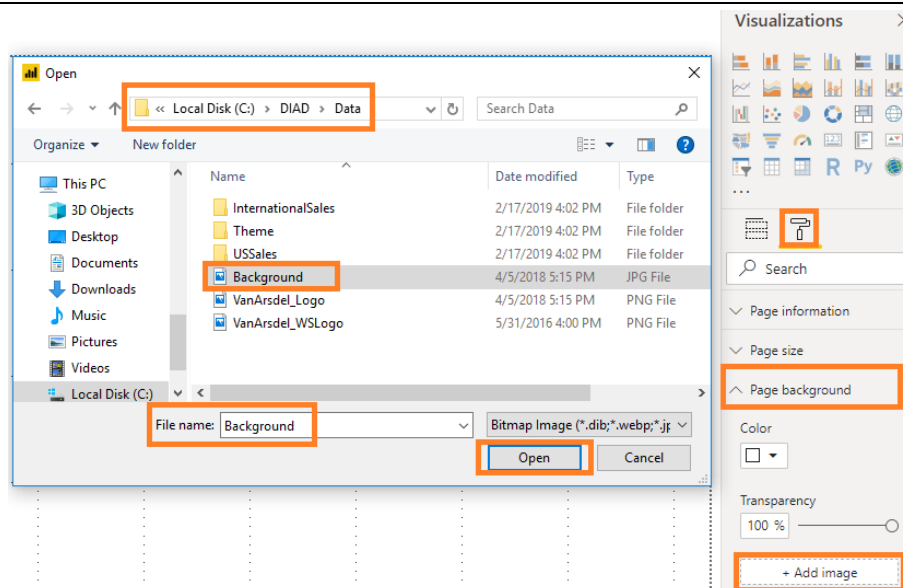 Visualizations
Open
« Local Disk (C:) > DIAD > Data
Search Data
Organize
New folder
Name
Date modified
Type
This PC
3D Objects
Desktop
Documents
Downloads
Music
Pictures
Videos
Local Disk (C:)
InternationalSales 2/17/2019 4:02 PM File folder
Theme 2/17/2019 4:02 PM File folder
USSales 2/17/2019 4:02 PM File folder
Background 4/5/2018 5:15 PM JPG File
VanArsdel_Logo 4/5/2018 5:15 PM PNG File
VanArsdel_WSLogo 5/31/2016 4:00 PM PNG File
File name: Background
Bitmap Image (*.dib;*.webp;*.jp
Open
Cancel
123
R Py
...
Search
Page information
Page size
Page background
Color
Transparency
100 %
+ Add image